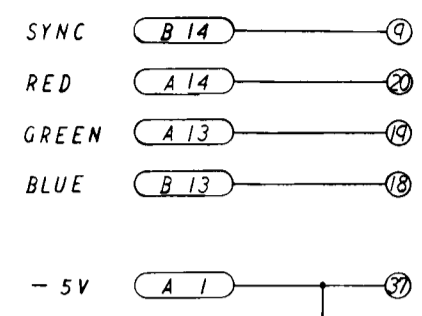 SYNC B 14 9
RED A 14 20
GREEN A 13 19
BLUE B 13 18
- 5V A 1 37